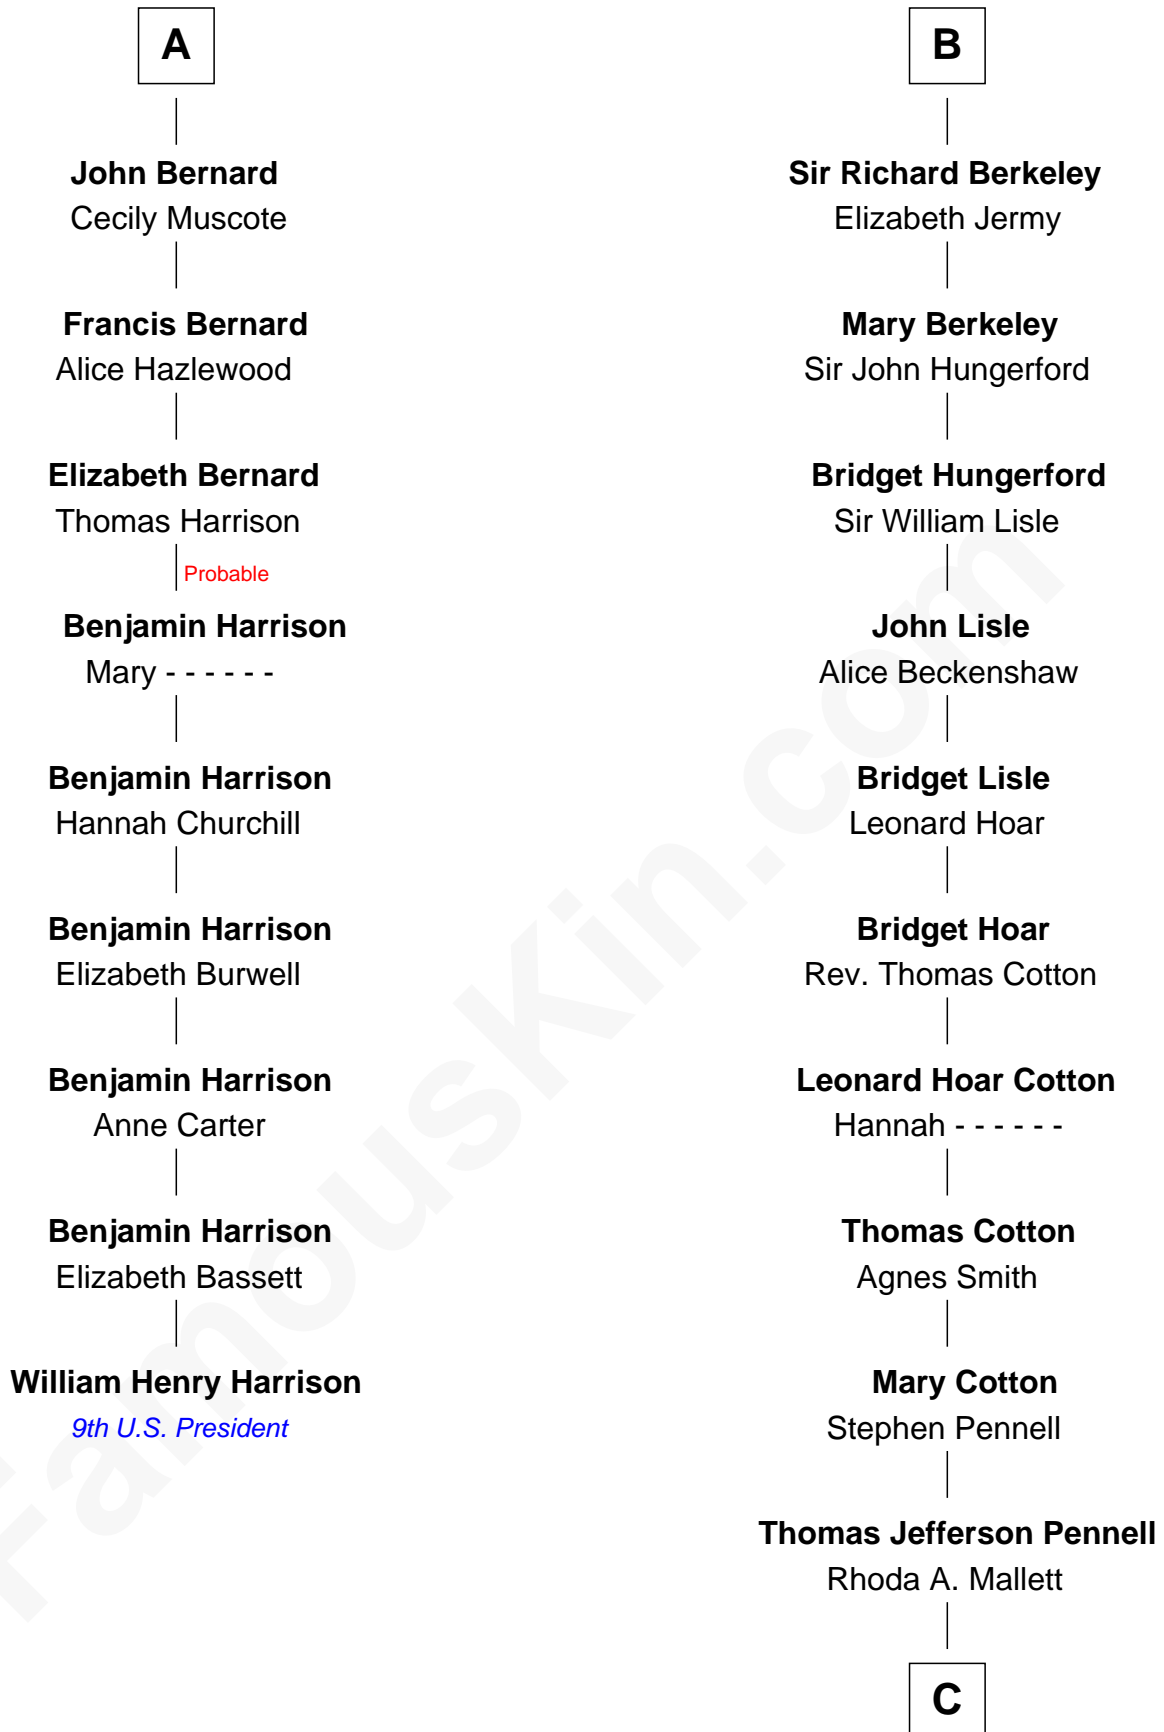 A
John Bernard
Cecily Muscote
Francis Bernard
Alice Hazlewood
Elizabeth Bernard
Thomas Harrison
Probable
Benjamin Harrison
Mary - - - - - -
Benjamin Harrison
Hannah Churchill
Benjamin Harrison
Elizabeth Burwell
Benjamin Harrison
Anne Carter
Benjamin Harrison
Elizabeth Bassett
William Henry Harrison
9th U.S. President
B
Sir Richard Berkeley
Elizabeth Jermy
Mary Berkeley
Sir John Hungerford
Bridget Hungerford
Sir William Lisle
John Lisle
Alice Beckenshaw
Bridget Lisle
Leonard Hoar
Bridget Hoar
Rev. Thomas Cotton
Leonard Hoar Cotton
Hannah - - - - - -
Thomas Cotton
Agnes Smith
Mary Cotton
Stephen Pennell
Thomas Jefferson Pennell
Rhoda A. Mallett
C
FamousKin.com